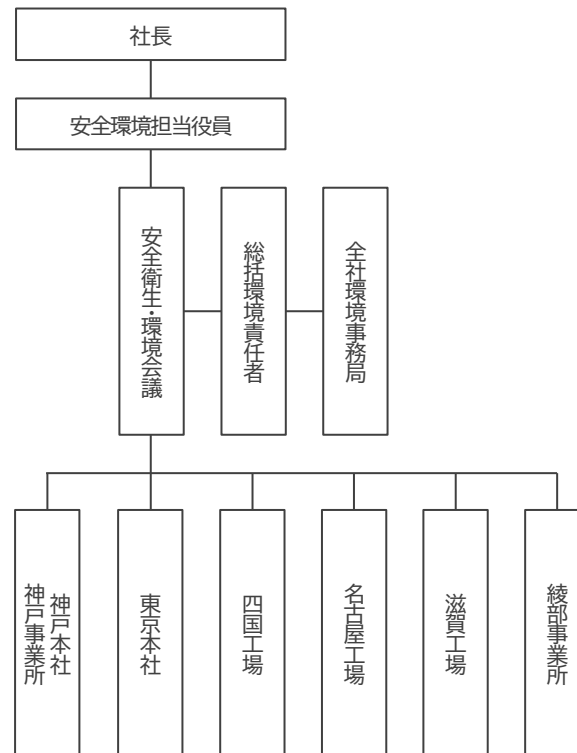 社長
安全環境担当役員
安全衛生・環境会議
総括環境責任者
全社環境事務局
神戸本社
神戸事業所
東京本社
四国工場
名古屋工場
滋賀工場
綾部事業所